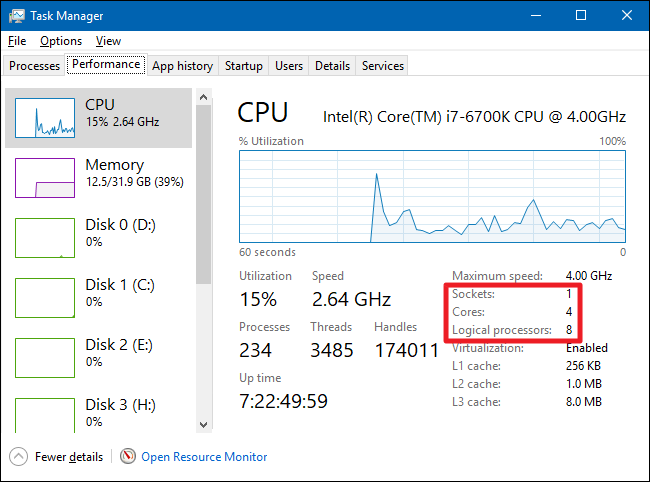 Task Manager
File Options View
Processes Performance App history Startup Users Details Services
CPU
15% 2.64 GHz
Memory
12.5/31.9 GB (39%)
Disk 0 (D:)
0%
Disk 1 (C:)
0%
Disk 2 (E:)
0%
Disk 3 (H:)
0%
CPU Intel(R) Core(TM) i7-6700K CPU @ 4.00GHz
% Utilization 100%
60 seconds 0
Utilization Speed
15% 2.64 GHz
Processes Threads Handles
234 3485 174011
Up time
7:22:49:59
Maximum speed: 4.00 GHz
Sockets: 1
Cores: 4
Logical processors: 8
Virtualization: Enabled
L1 cache: 256 KB
L2 cache: 1.0 MB
L3 cache: 8.0 MB
Fewer details Open Resource Monitor